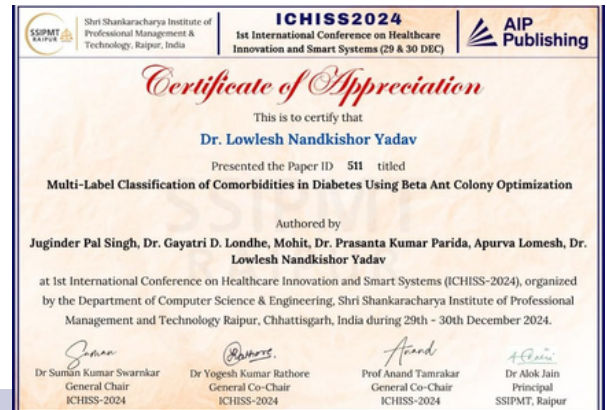 SSIPMT
RAIPUR
Shri Shankaracharya Institute of
Professional Management &
Technology, Raipur, India
ICHISS2024
1st International Conference on Healthcare
Innovation and Smart Systems (29 & 30 DEC)
AIP
Publishing
Certificate of Appreciation
This is to certify that
Dr. Lowlesh Nandkishor Yadav
Presented the Paper ID 511 titled
Multi-Label Classification of Comorbidities in Diabetes Using Beta Ant Colony Optimization
SSIPMT
RAIPUR
Authored by
Juginder Pal Singh, Dr. Gayatri D. Londhe, Mohit, Dr. Prasanta Kumar Parida, Apurva Lomesh, Dr.
Lowlesh Nandkishor Yadav
at 1st International Conference on Healthcare Innovation and Smart Systems (ICHISS-2024), organized
by the Department of Computer Science & Engineering, Shri Shankaracharya Institute of Professional
Management and Technology Raipur, Chhattisgarh, India during 29th - 30th December 2024.
Suman
Rathore.
Anand
Dr Suman Kumar Swarnkar
General Chair
ICHISS-2024
Dr Yogesh Kumar Rathore
General Co-Chair
ICHISS-2024
Prof Anand Tamrakar
General Co-Chair
ICHISS-2024
Dr Alok Jain
Principal
SSIPMT, Raipur